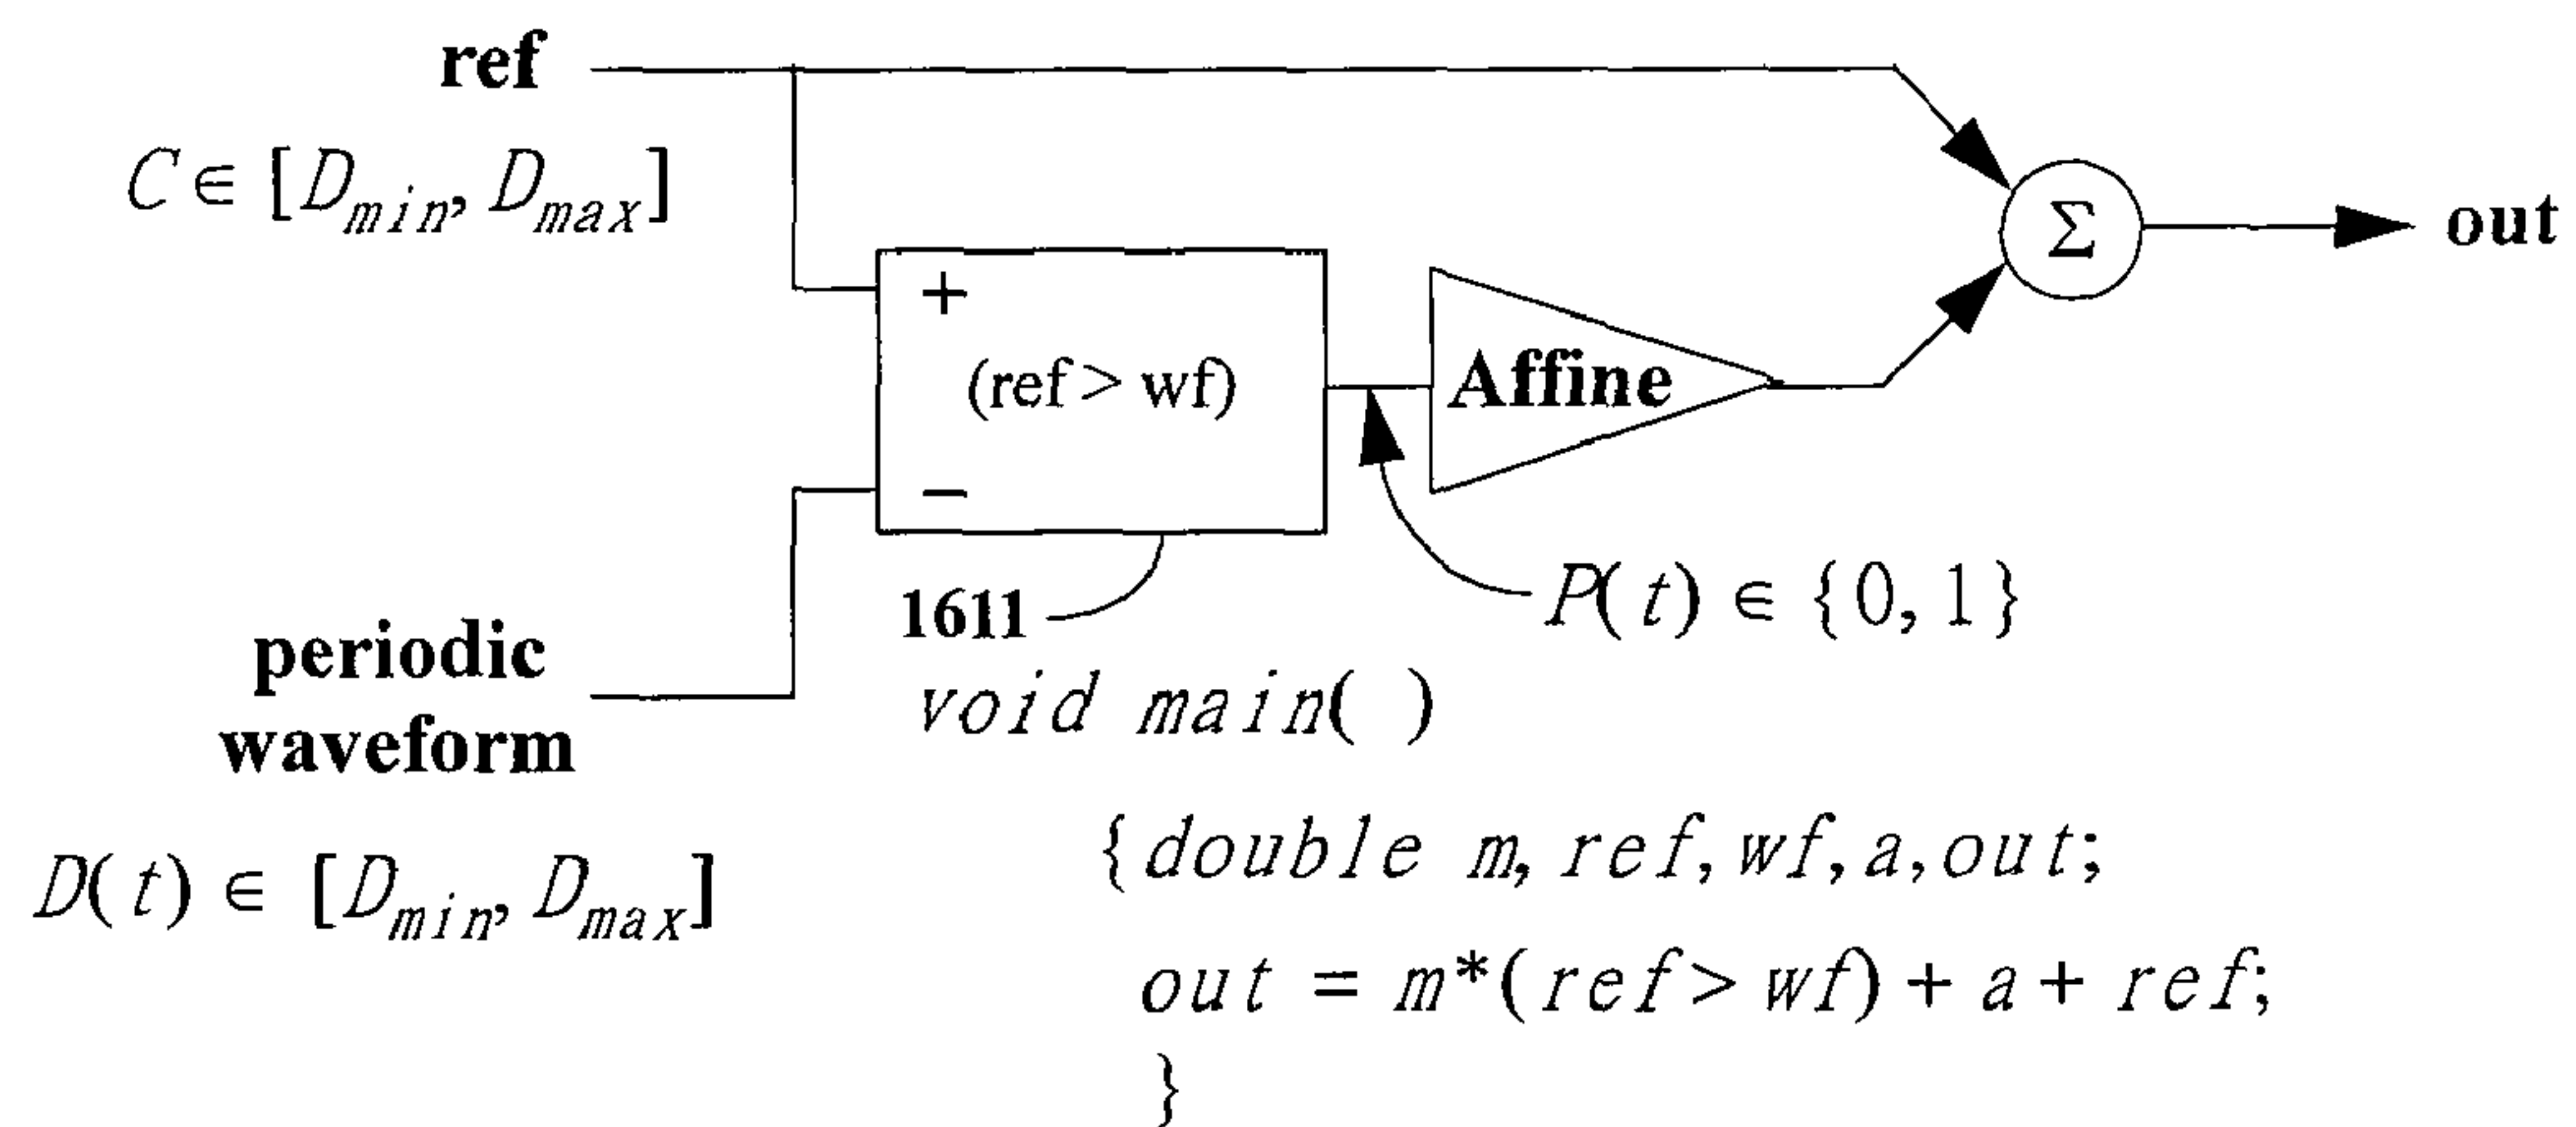 ref
C ∈ [D_min, D_max]
+
(ref > wf)
−
Affine
Σ
out
1611
P(t) ∈ {0, 1}
periodic
waveform
D(t) ∈ [D_min, D_max]
void main( )
{double m, ref, wf, a, out;
out = m*(ref > wf) + a + ref;
}